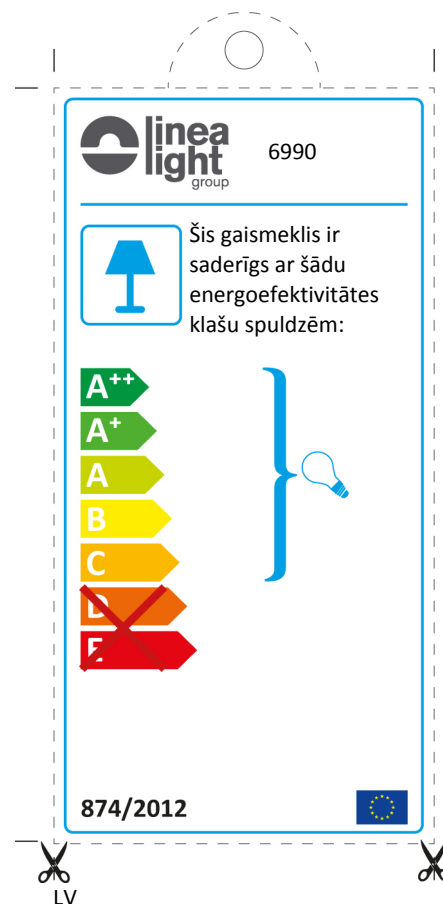 linea
light
group
6990
Šis gaismeklis ir
saderīgs ar šādu
energoefektivitātes
klašu spuldzēm:
A++
A+
A
B
C
D
E
874/2012
LV